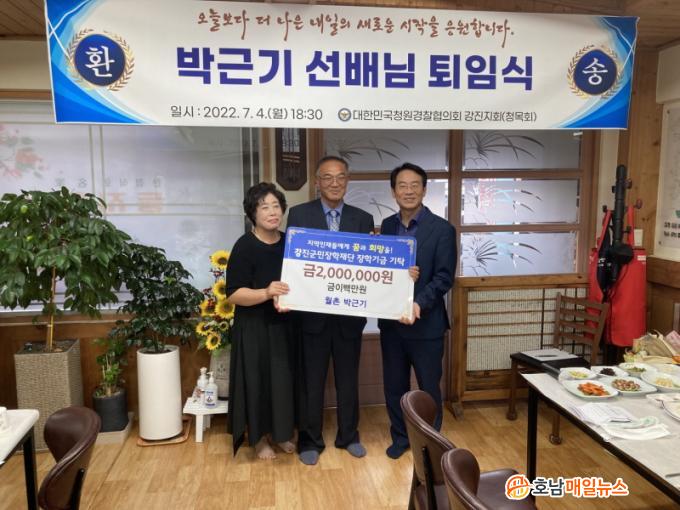 오늘보다 더 나은 내일의 새로운 시작을 응원합니다.
환
박근기 선배님 퇴임식
송
일시 : 2022. 7. 4.(월) 18:30
대한민국청원경찰협의회 강진지회(청목회)
지역인재들에게 꿈과 희망을!
강진군민장학재단 장학기금 기탁
금2,000,000원
금이백만원
월촌 박근기
호남매일뉴스